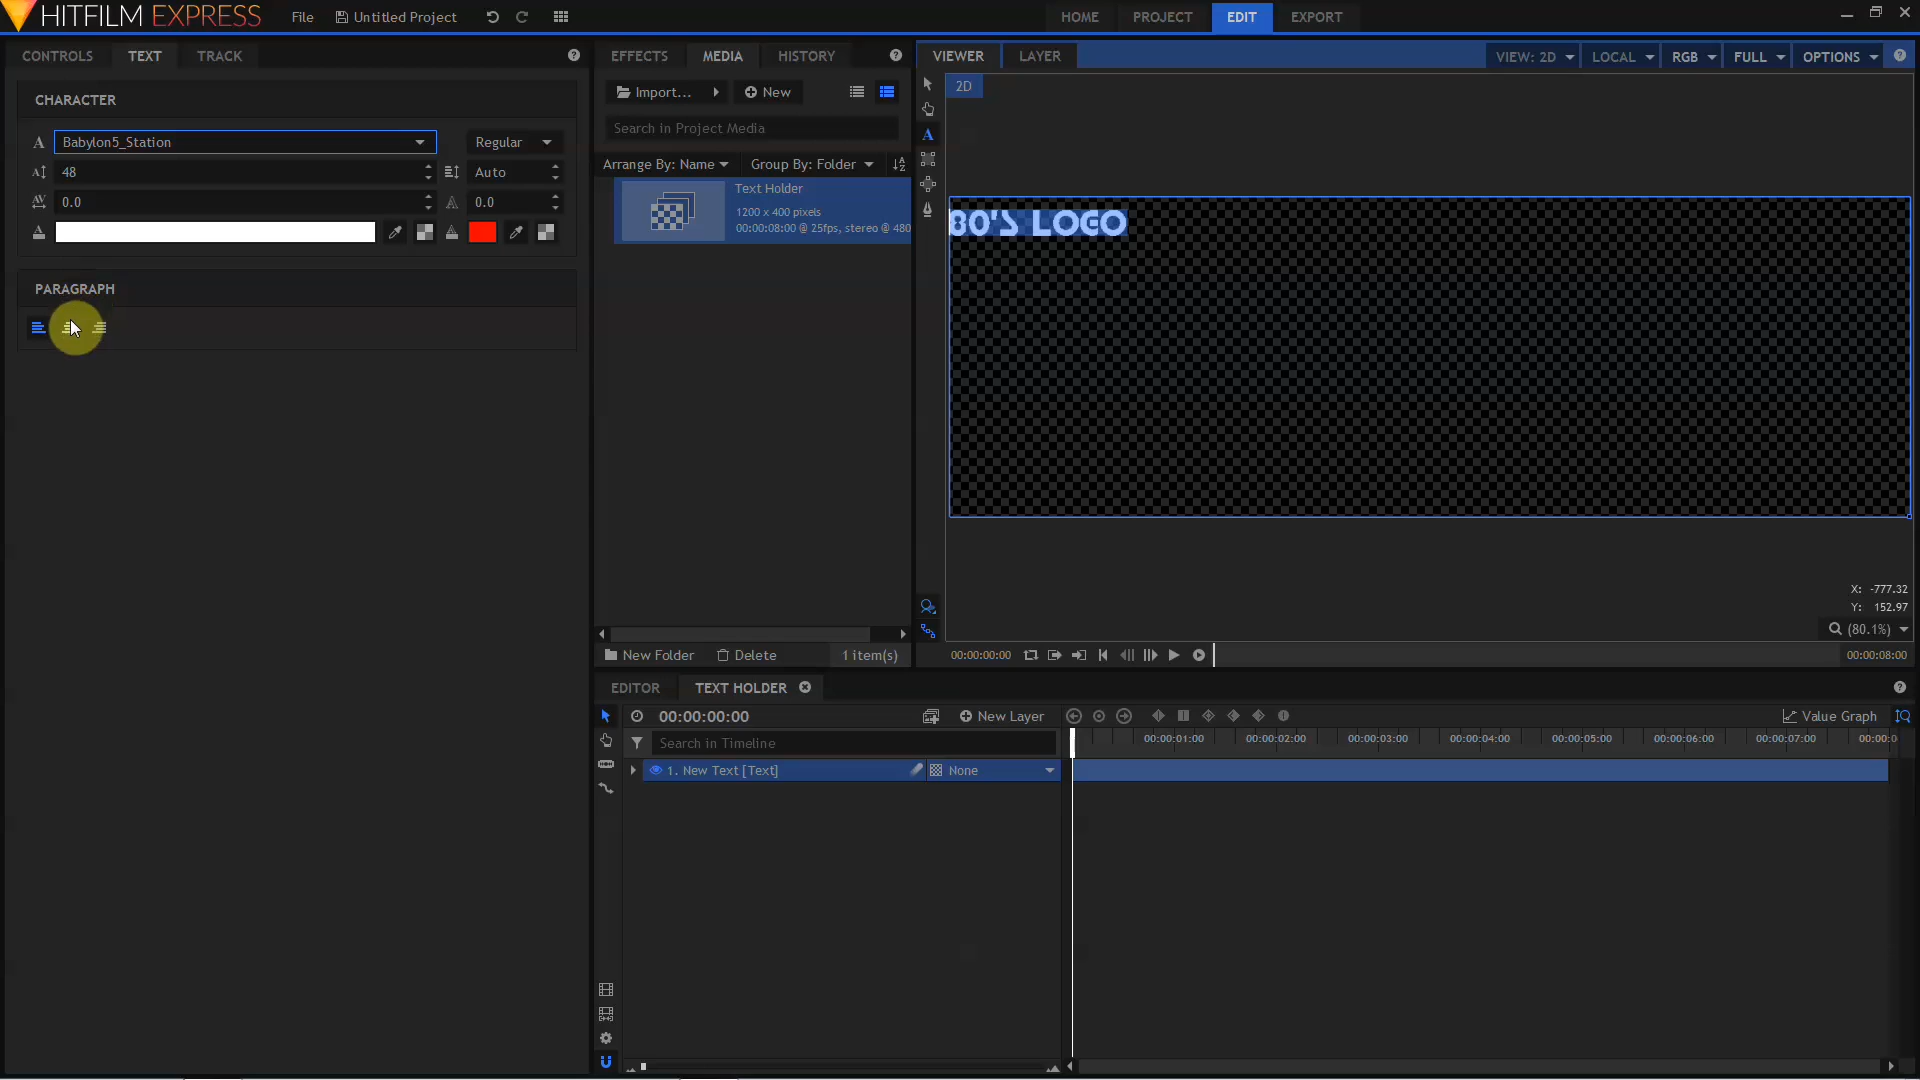 HITFILM EXPRESS
File
Untitled Project
HOME
PROJECT
EDIT
EXPORT
CONTROLS
TEXT
TRACK
EFFECTS
MEDIA
HISTORY
VIEWER
LAYER
VIEW: 2D
LOCAL
RGB
FULL
OPTIONS
CHARACTER
Babylon5_Station
Regular
48
Auto
0.0
0.0
PARAGRAPH
Import...
New
Search in Project Media
Arrange By: Name
Group By: Folder
Text Holder
1200 x 400 pixels
00:00:08:00 @ 25fps, stereo @ 480
2D
80'S LOGO
X: -777.32
Y: 152.97
(80.1%)
New Folder
Delete
1 item(s)
00:00:00:00
00:00:08:00
EDITOR
TEXT HOLDER
00:00:00:00
New Layer
Value Graph
Search in Timeline
00:00:01:00
00:00:02:00
00:00:03:00
00:00:04:00
00:00:05:00
00:00:06:00
00:00:07:00
00:00:0
1. New Text [Text]
None